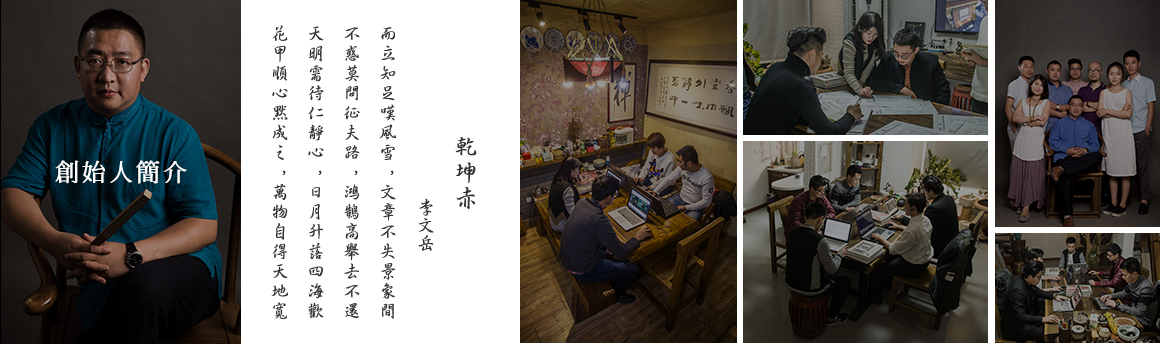 創始人簡介
乾坤赤
李文岳
而立知足嘆風雪，文章不失景象間
不惑莫問征夫路，鴻鵠高舉去不還
天明需待仁靜心，日月升落四海歡
花甲順心黙成之，萬物自得天地寬
禪